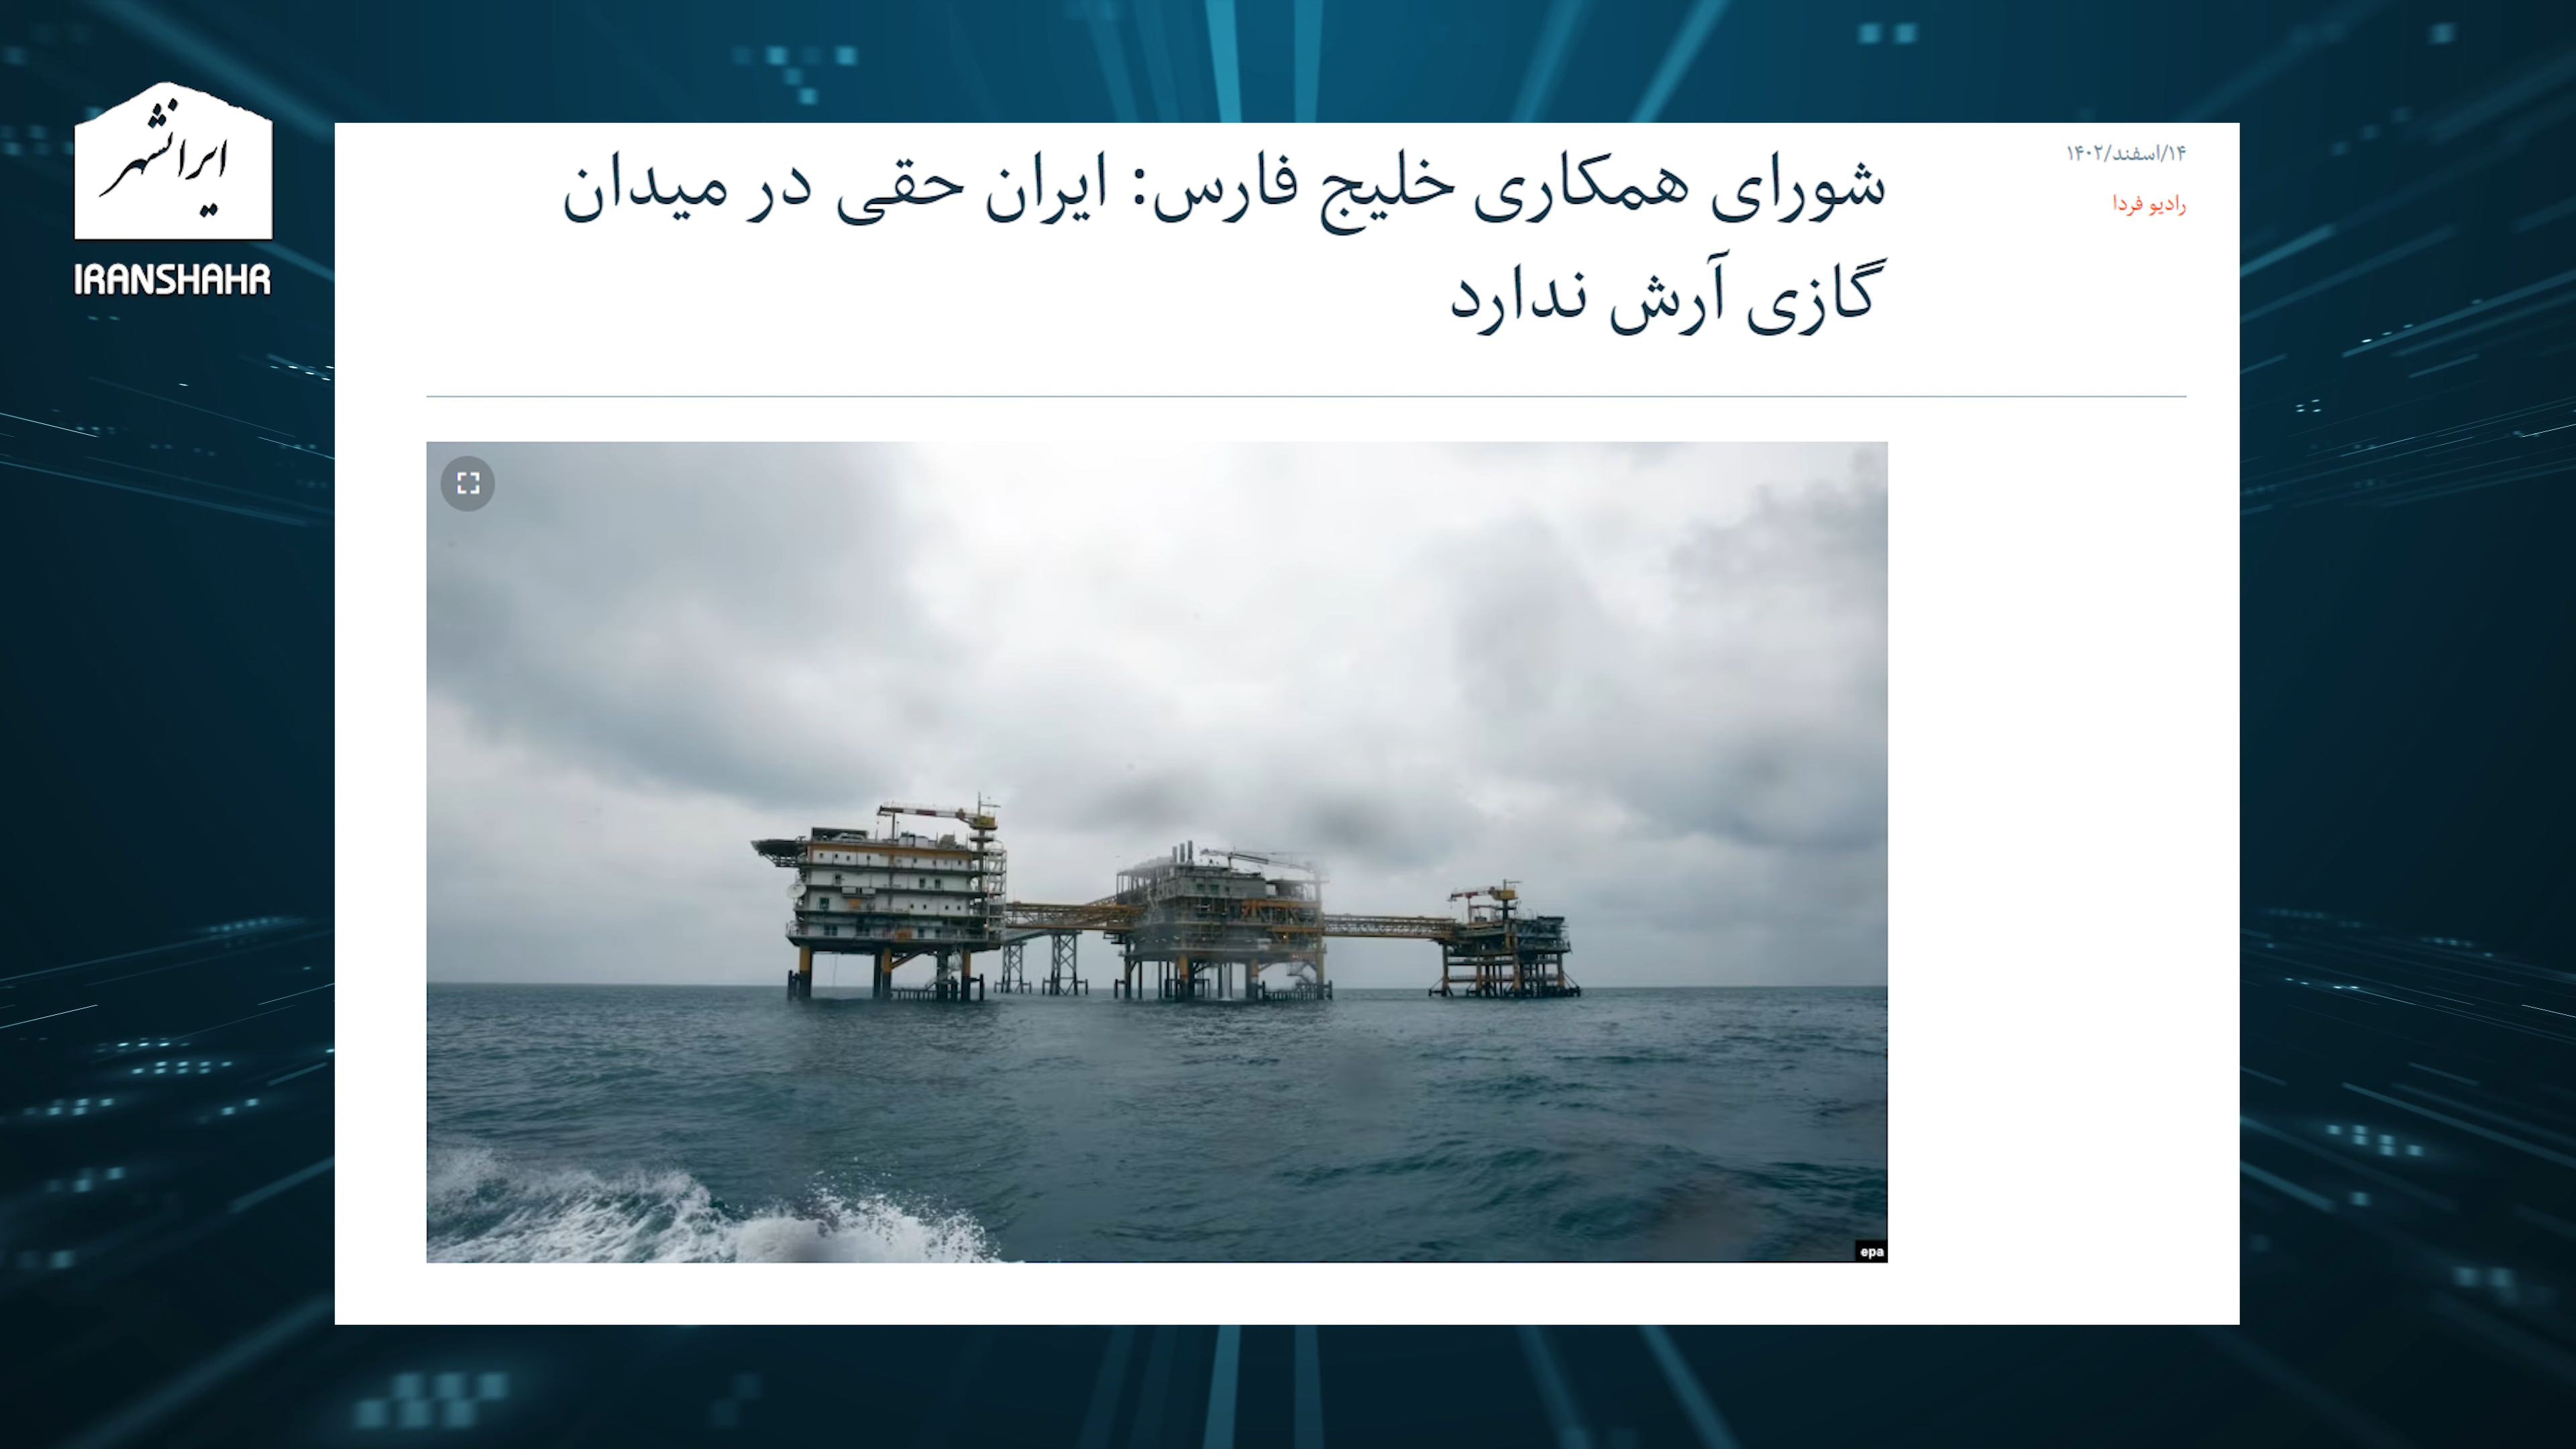 ایرانشهر
IRANSHAHR
۱۴/اسفند/۱۴۰۲
رادیو فردا
شورای همکاری خلیج فارس: ایران حقی در میدان
گازی آرش ندارد
epa